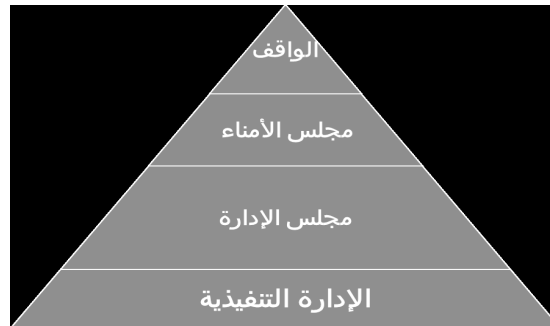 الواقف
مجلس الأمناء
مجلس الإدارة
الإدارة التنفيذية